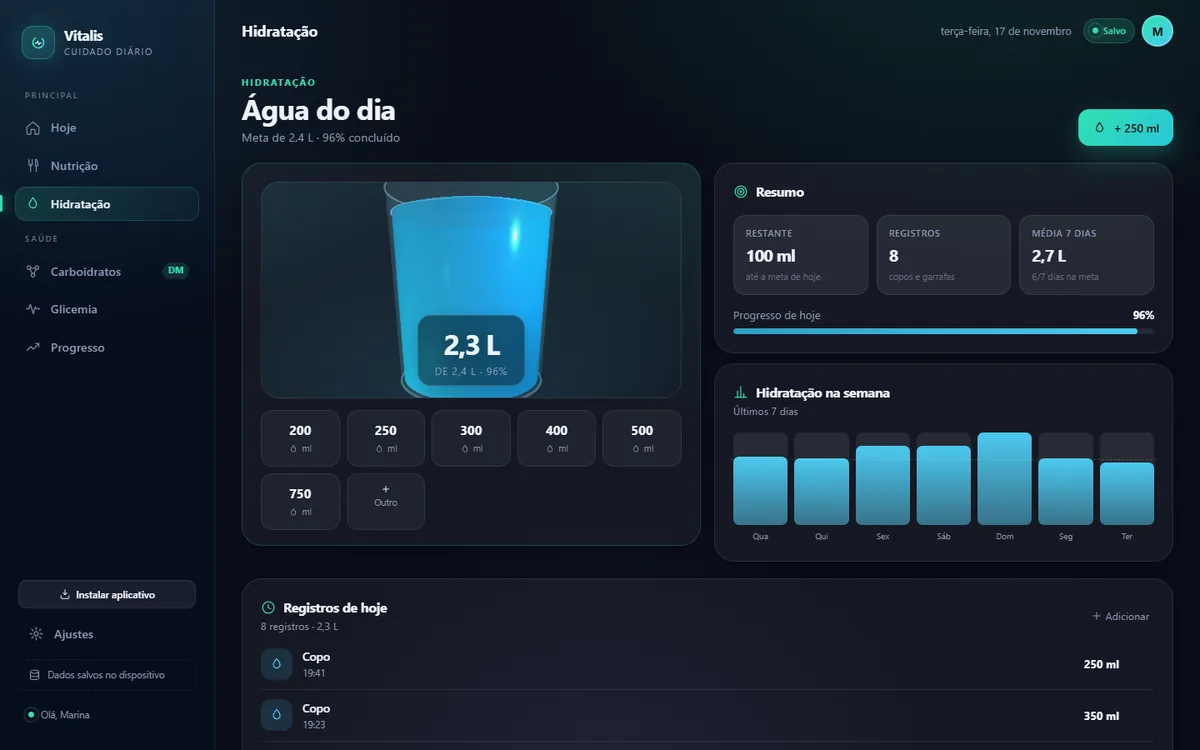 Vitalis
CUIDADO DIÁRIO
PRINCIPAL
Hoje
Nutrição
Hidratação
SAÚDE
Carboidratos DM
Glicemia
Progresso
Instalar aplicativo
Ajustes
Dados salvos no dispositivo
Olá, Marina
Hidratação
terça-feira, 17 de novembro
Salvo
M
HIDRATAÇÃO
Água do dia
Meta de 2,4 L · 96% concluído
+ 250 ml
2,3 L
DE 2,4 L · 96%
200
ml
250
ml
300
ml
400
ml
500
ml
750
ml
+
Outro
Resumo
RESTANTE
100 ml
até a meta de hoje
REGISTROS
8
copos e garrafas
MÉDIA 7 DIAS
2,7 L
6/7 dias na meta
Progresso de hoje 96%
Hidratação na semana
Últimos 7 dias
Qua Qui Sex Sáb Dom Seg Ter
Registros de hoje
8 registros · 2,3 L
+ Adicionar
Copo
19:41
250 ml
Copo
19:23
350 ml